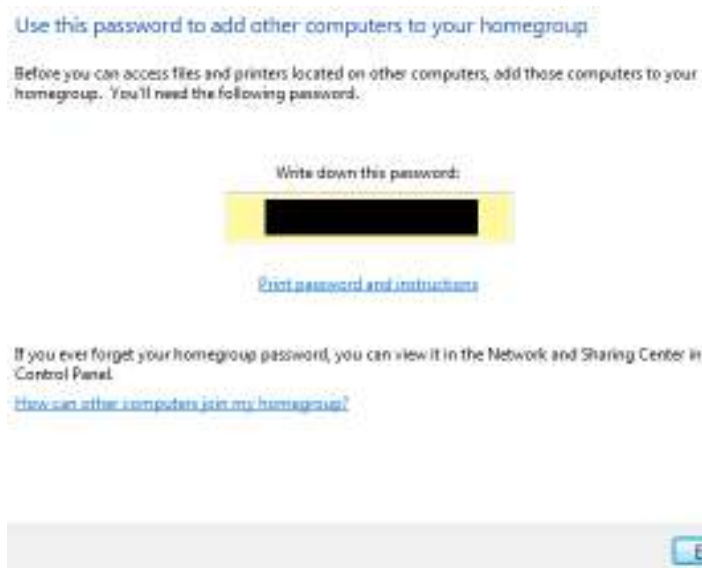 Use this password to add other computers to your homegroup
Before you can access files and printers located on other computers, add those computers to your
homegroup. You'll need the following password.
Write down this password:
Print password and instructions
If you ever forget your homegroup password, you can view it in the Network and Sharing Center in
Control Panel.
How can other computers join my homegroup?